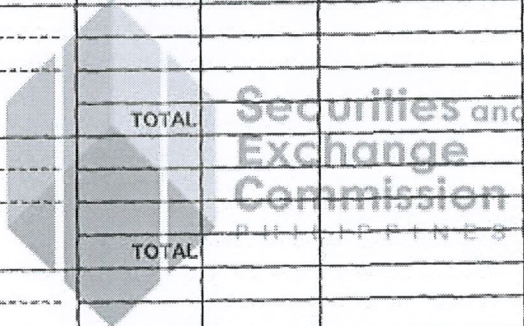 TOTAL
Securities and
Exchange
Commission
PHILIPPINES
TOTAL